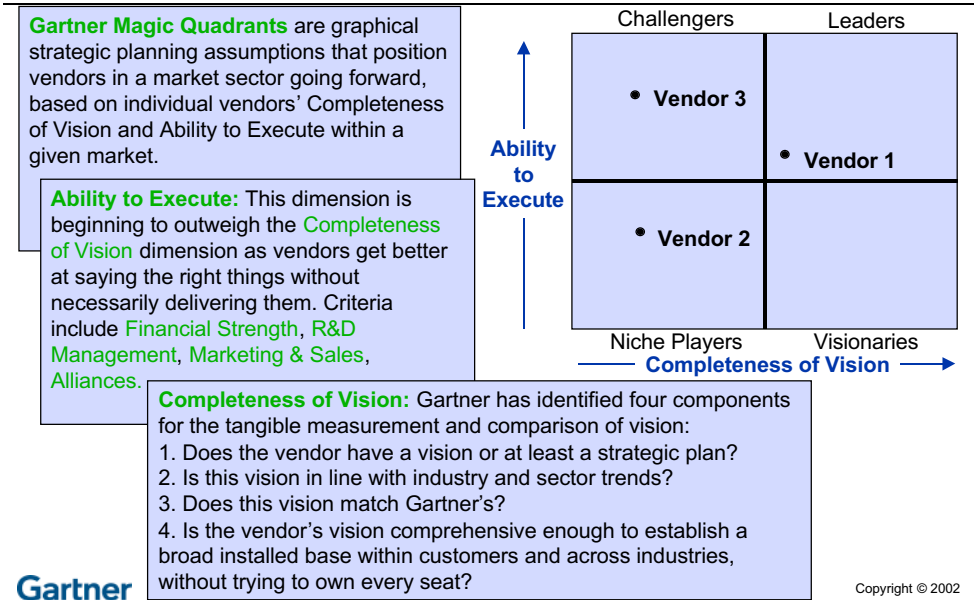 Gartner Magic Quadrants are graphical
strategic planning assumptions that position
vendors in a market sector going forward,
based on individual vendors’ Completeness
of Vision and Ability to Execute within a
given market.
Ability to Execute: This dimension is
beginning to outweigh the Completeness
of Vision dimension as vendors get better
at saying the right things without
necessarily delivering them. Criteria
include Financial Strength, R&D
Management, Marketing & Sales,
Alliances.
Completeness of Vision: Gartner has identified four components
for the tangible measurement and comparison of vision:
1. Does the vendor have a vision or at least a strategic plan?
2. Is this vision in line with industry and sector trends?
3. Does this vision match Gartner’s?
4. Is the vendor’s vision comprehensive enough to establish a
broad installed base within customers and across industries,
without trying to own every seat?
Challengers
Leaders
Ability
to
Execute
Vendor 3
Vendor 1
Vendor 2
Niche Players
Visionaries
Completeness of Vision
Gartner
Copyright © 2002